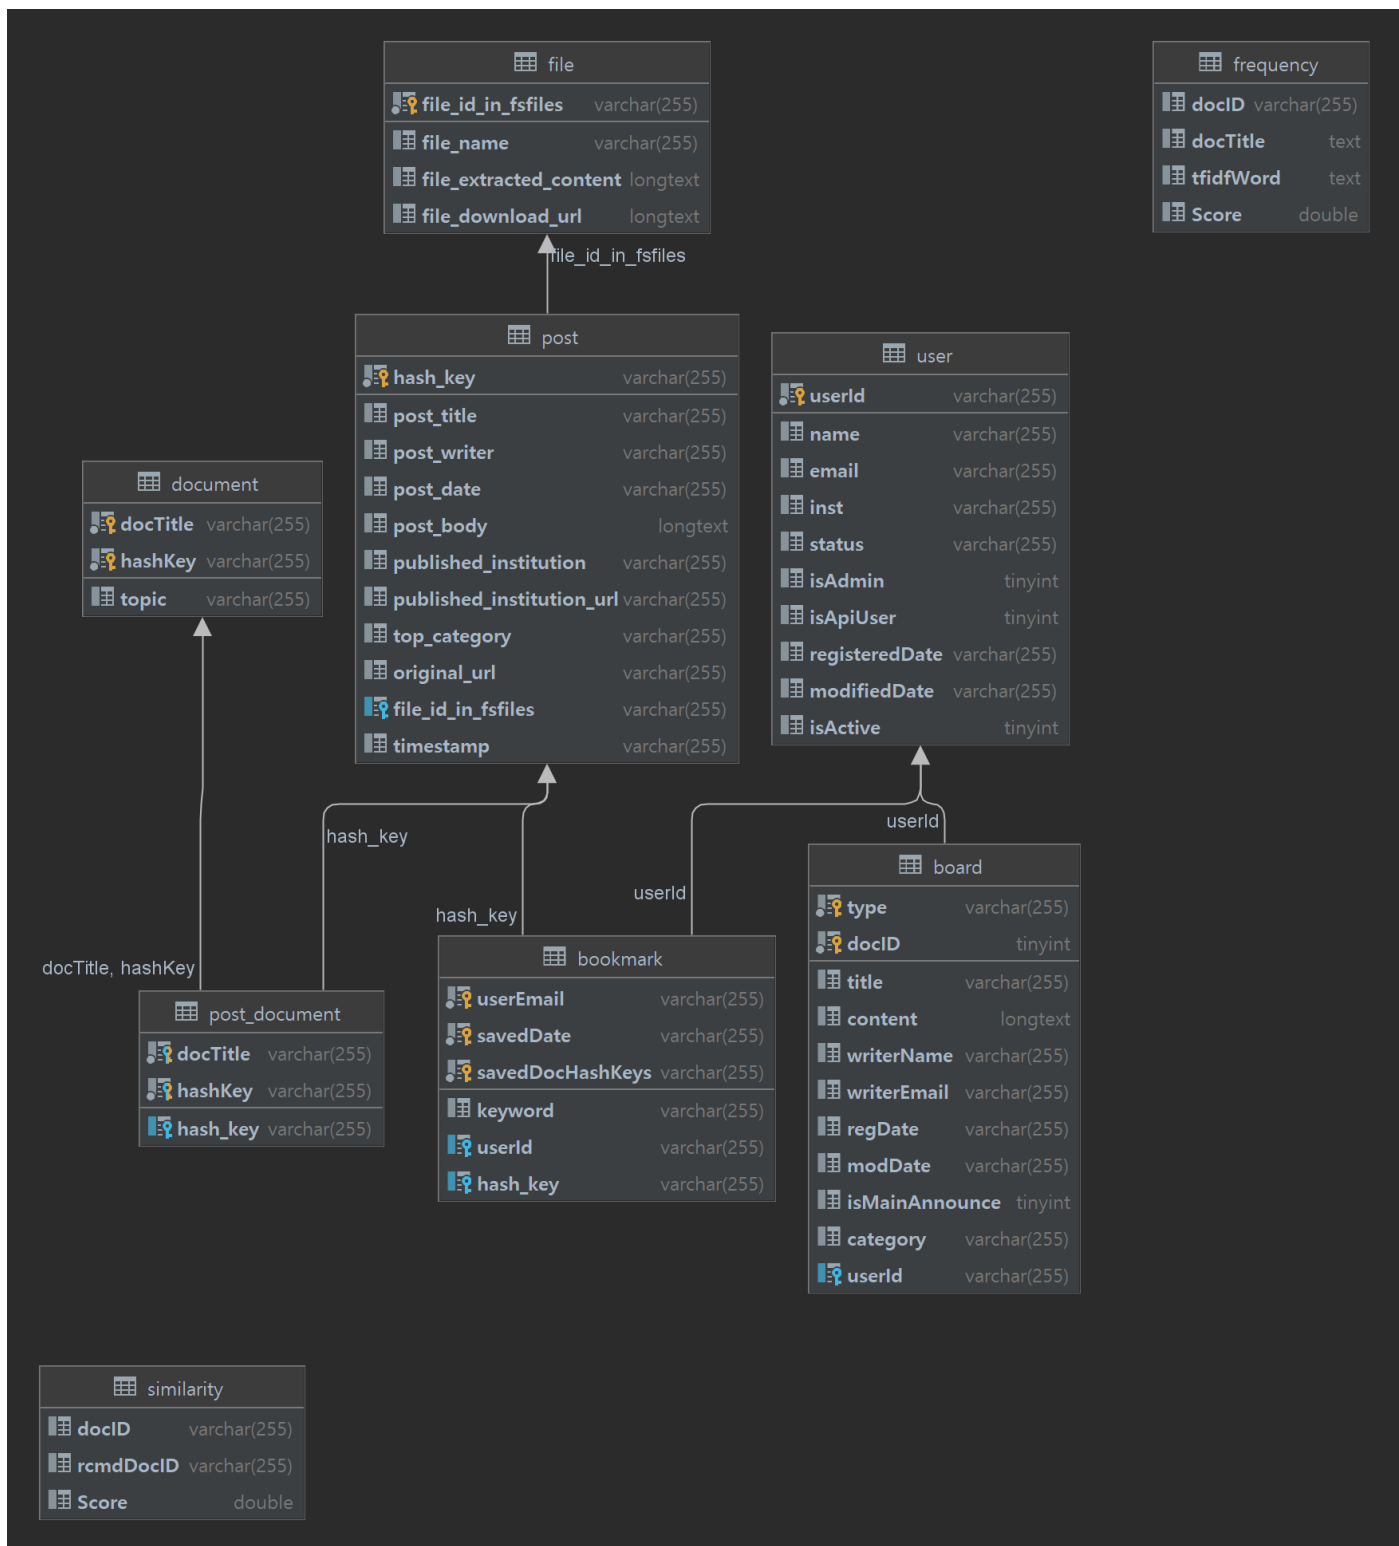 file
file_id_in_fsfiles varchar(255)
file_name varchar(255)
file_extracted_content longtext
file_download_url longtext
frequency
docID varchar(255)
docTitle text
tfidfWord text
Score double
file_id_in_fsfiles
post
hash_key varchar(255)
post_title varchar(255)
post_writer varchar(255)
post_date varchar(255)
post_body longtext
published_institution varchar(255)
published_institution_url varchar(255)
top_category varchar(255)
original_url varchar(255)
file_id_in_fsfiles varchar(255)
timestamp varchar(255)
user
userId varchar(255)
name varchar(255)
email varchar(255)
inst varchar(255)
status varchar(255)
isAdmin tinyint
isApiUser tinyint
registeredDate varchar(255)
modifiedDate varchar(255)
isActive tinyint
document
docTitle varchar(255)
hashKey varchar(255)
topic varchar(255)
hash_key
userId
userId
hash_key
docTitle, hashKey
board
type varchar(255)
docID tinyint
title varchar(255)
content longtext
writerName varchar(255)
writerEmail varchar(255)
regDate varchar(255)
modDate varchar(255)
isMainAnnounce tinyint
category varchar(255)
userId varchar(255)
bookmark
userEmail varchar(255)
savedDate varchar(255)
savedDocHashKeys varchar(255)
keyword varchar(255)
userId varchar(255)
hash_key varchar(255)
post_document
docTitle varchar(255)
hashKey varchar(255)
hash_key varchar(255)
similarity
docID varchar(255)
rcmdDocID varchar(255)
Score double